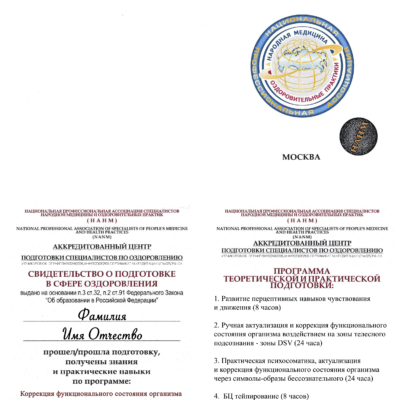 НАЦИОНАЛЬНАЯ
НАРОДНАЯ МЕДИЦИНА
ОЗДОРОВИТЕЛЬНЫЕ ПРАКТИКИ
МОСКВА
НАЦИОНАЛЬНАЯ ПРОФЕССИОНАЛЬНАЯ АССОЦИАЦИЯ СПЕЦИАЛИСТОВ
НАРОДНОЙ МЕДИЦИНЫ И ОЗДОРОВИТЕЛЬНЫХ ПРАКТИК
( Н А Н М )
NATIONAL PROFESSIONAL ASSOCIATION OF SPECIALISTS OF PEOPLE'S MEDICINE
AND HEALTH PRACTICES
( N A N M )
АККРЕДИТОВАННЫЙ ЦЕНТР
ПОДГОТОВКИ СПЕЦИАЛИСТОВ ПО ОЗДОРОВЛЕНИЮ
СВИДЕТЕЛЬСТВО О ПОДГОТОВКЕ
В СФЕРЕ ОЗДОРОВЛЕНИЯ
выдано на основании п.3 ст.32, п.2 ст.91 Федерального Закона
"Об образовании в Российской Федерации"
Фамилия
Имя Отчество
прошел/прошла подготовку,
получены знания
и практические навыки
по программе:
Коррекция функционального состояния организма
НАЦИОНАЛЬНАЯ ПРОФЕССИОНАЛЬНАЯ АССОЦИАЦИЯ СПЕЦИАЛИСТОВ
НАРОДНОЙ МЕДИЦИНЫ И ОЗДОРОВИТЕЛЬНЫХ ПРАКТИК
( Н А Н М )
NATIONAL PROFESSIONAL ASSOCIATION OF SPECIALISTS OF PEOPLE'S MEDICINE
AND HEALTH PRACTICES
( N A N M )
АККРЕДИТОВАННЫЙ ЦЕНТР
ПОДГОТОВКИ СПЕЦИАЛИСТОВ ПО ОЗДОРОВЛЕНИЮ
ПРОГРАММА
ТЕОРЕТИЧЕСКОЙ И ПРАКТИЧЕСКОЙ
ПОДГОТОВКИ:
1. Развитие перцептивных навыков чувствования
и движения (8 часов)
2. Ручная актуализация и коррекция функционального
состояния организма воздействием на зоны телесного
подсознания - зоны DSV (24 часа)
3. Практическая психосоматика, актуализация
и коррекция функционального состояния организма
через символы-образы бессознательного (24 часа)
4. БЦ тейпирование (8 часов)